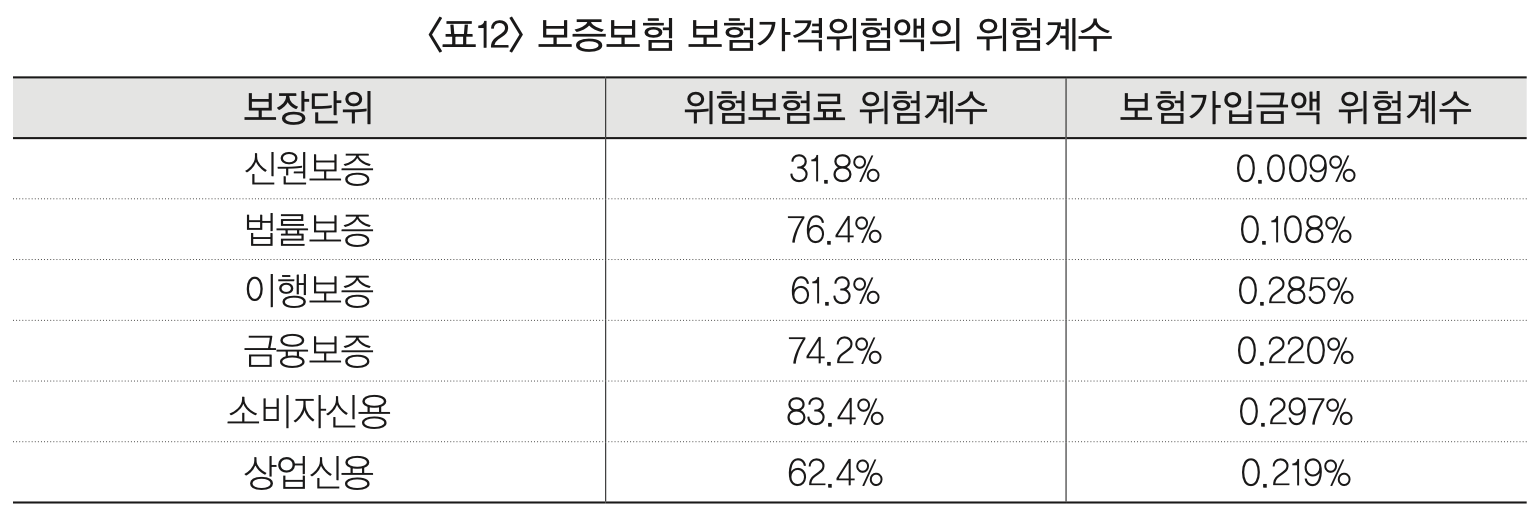 〈표12〉 보증보험 보험가격위험액의 위험계수
보장단위 위험보험료 위험계수 보험가입금액 위험계수
신원보증 31.8% 0.009%
법률보증 76.4% 0.108%
이행보증 61.3% 0.285%
금융보증 74.2% 0.220%
소비자신용 83.4% 0.297%
상업신용 62.4% 0.219%